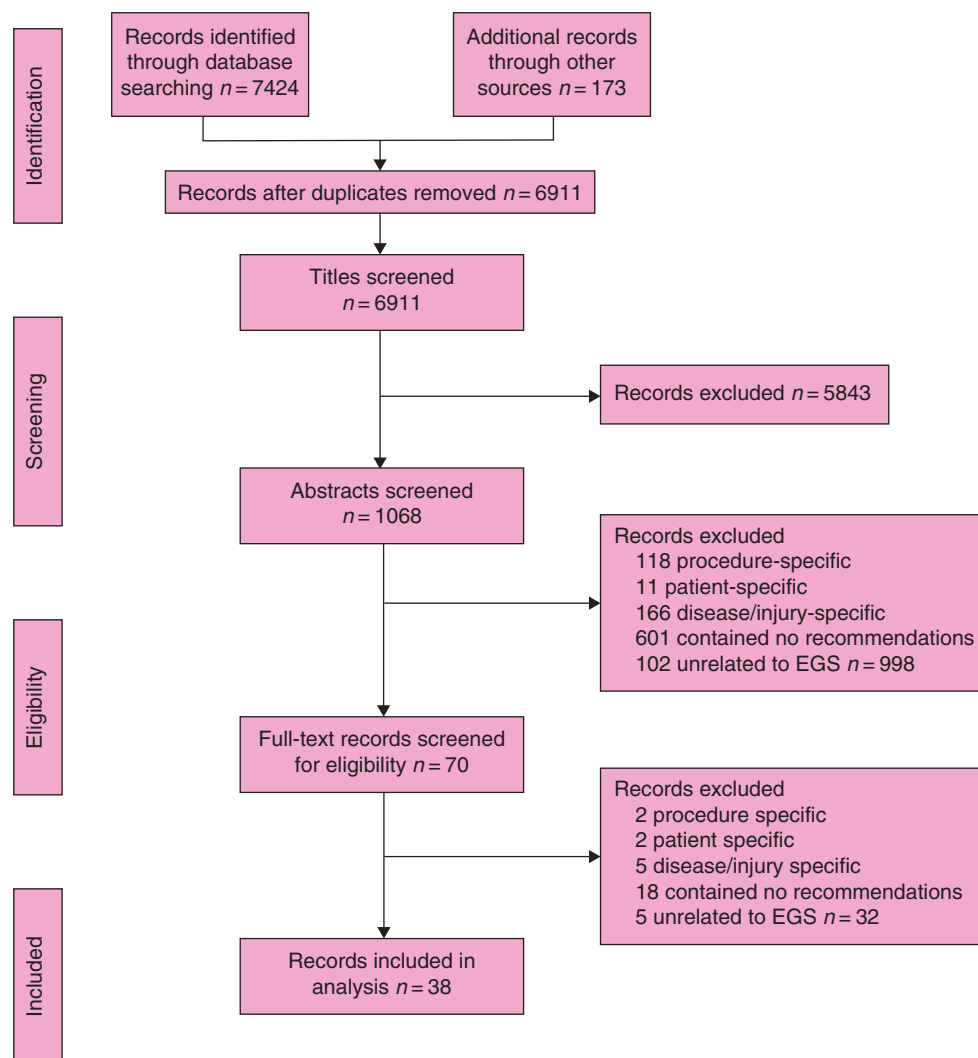 Identification
Records identified
through database
searching n = 7424
Additional records
through other
sources n = 173
Records after duplicates removed n = 6911
Titles screened
n = 6911
Screening
Records excluded n = 5843
Abstracts screened
n = 1068
Records excluded
118 procedure-specific
11 patient-specific
166 disease/injury-specific
601 contained no recommendations
102 unrelated to EGS n = 998
Eligibility
Full-text records screened
for eligibility n = 70
Records excluded
2 procedure specific
2 patient specific
5 disease/injury specific
18 contained no recommendations
5 unrelated to EGS n = 32
Included
Records included in
analysis n = 38